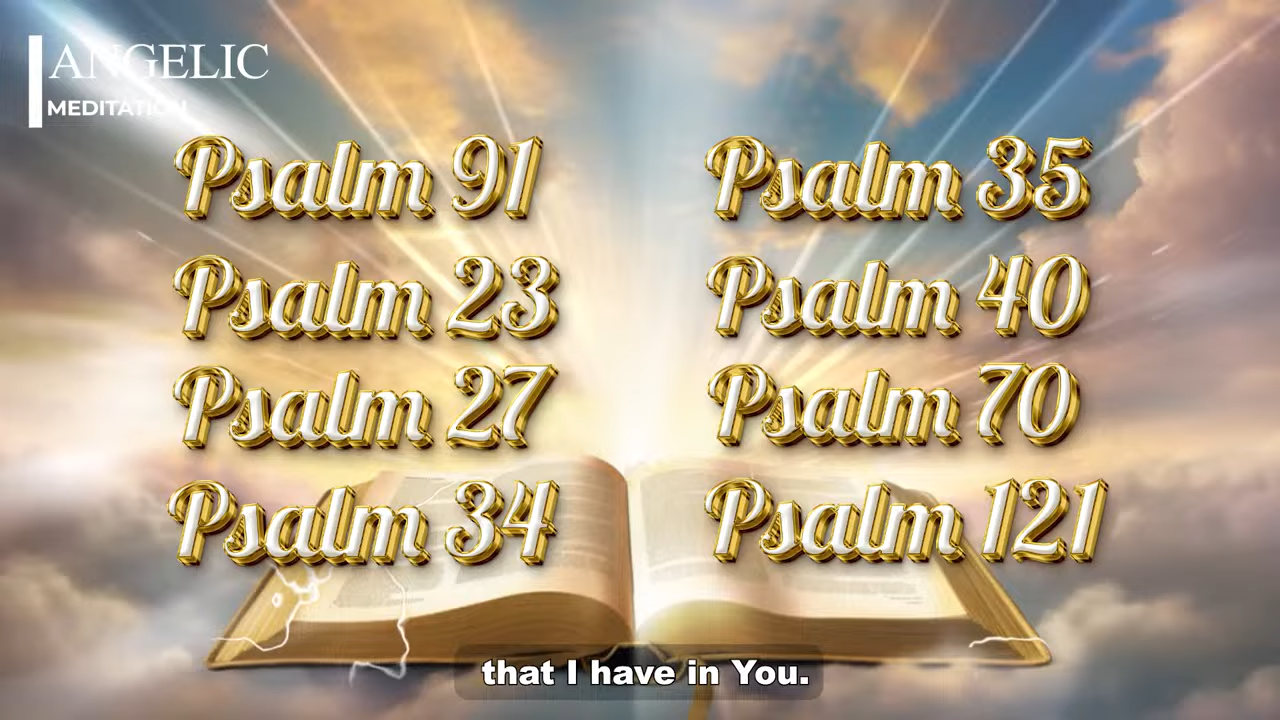 ANGELIC
MEDITATION
Psalm 91
Psalm 23
Psalm 27
Psalm 34
Psalm 35
Psalm 40
Psalm 70
Psalm 121
that I have in You.